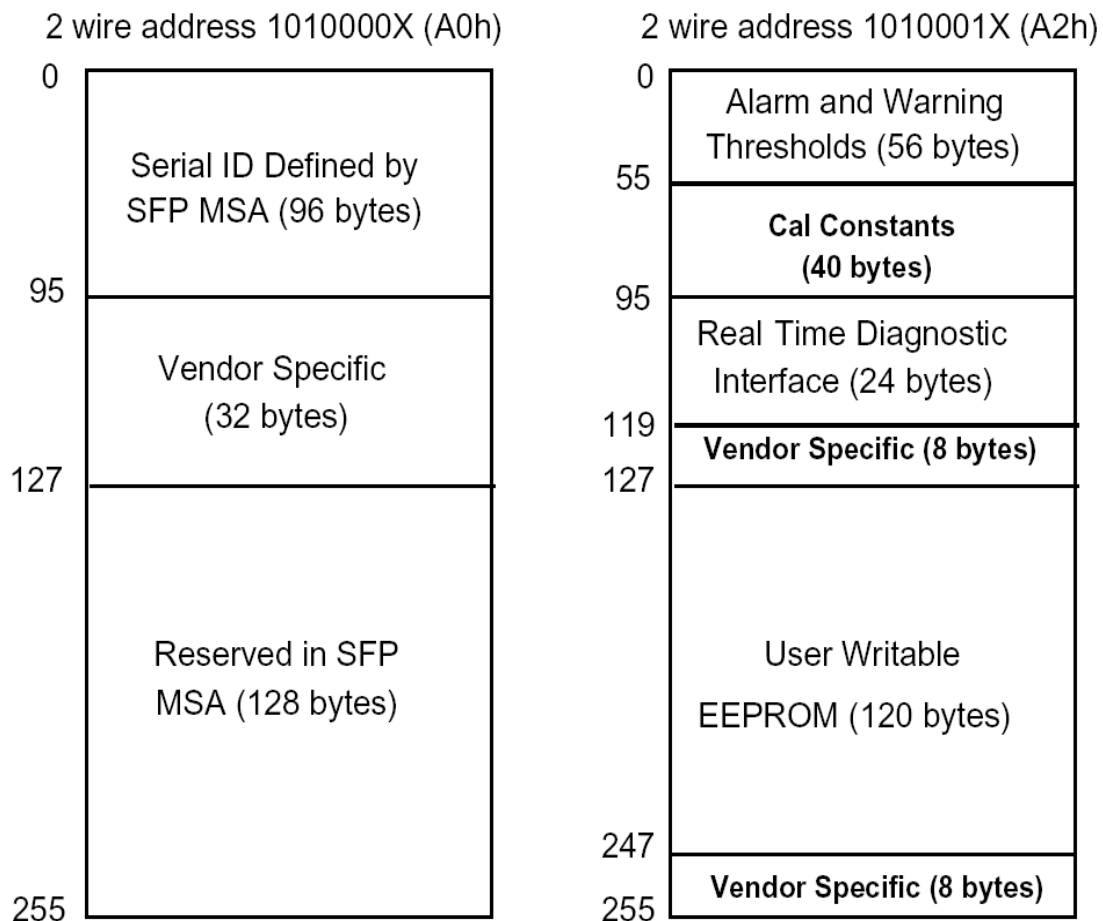 2 wire address 1010000X (A0h)
0
Serial ID Defined by
SFP MSA (96 bytes)
95
Vendor Specific
(32 bytes)
127
Reserved in SFP
MSA (128 bytes)
255
2 wire address 1010001X (A2h)
0
Alarm and Warning
Thresholds (56 bytes)
55
Cal Constants
(40 bytes)
95
Real Time Diagnostic
Interface (24 bytes)
119
Vendor Specific (8 bytes)
127
User Writable
EEPROM (120 bytes)
247
Vendor Specific (8 bytes)
255